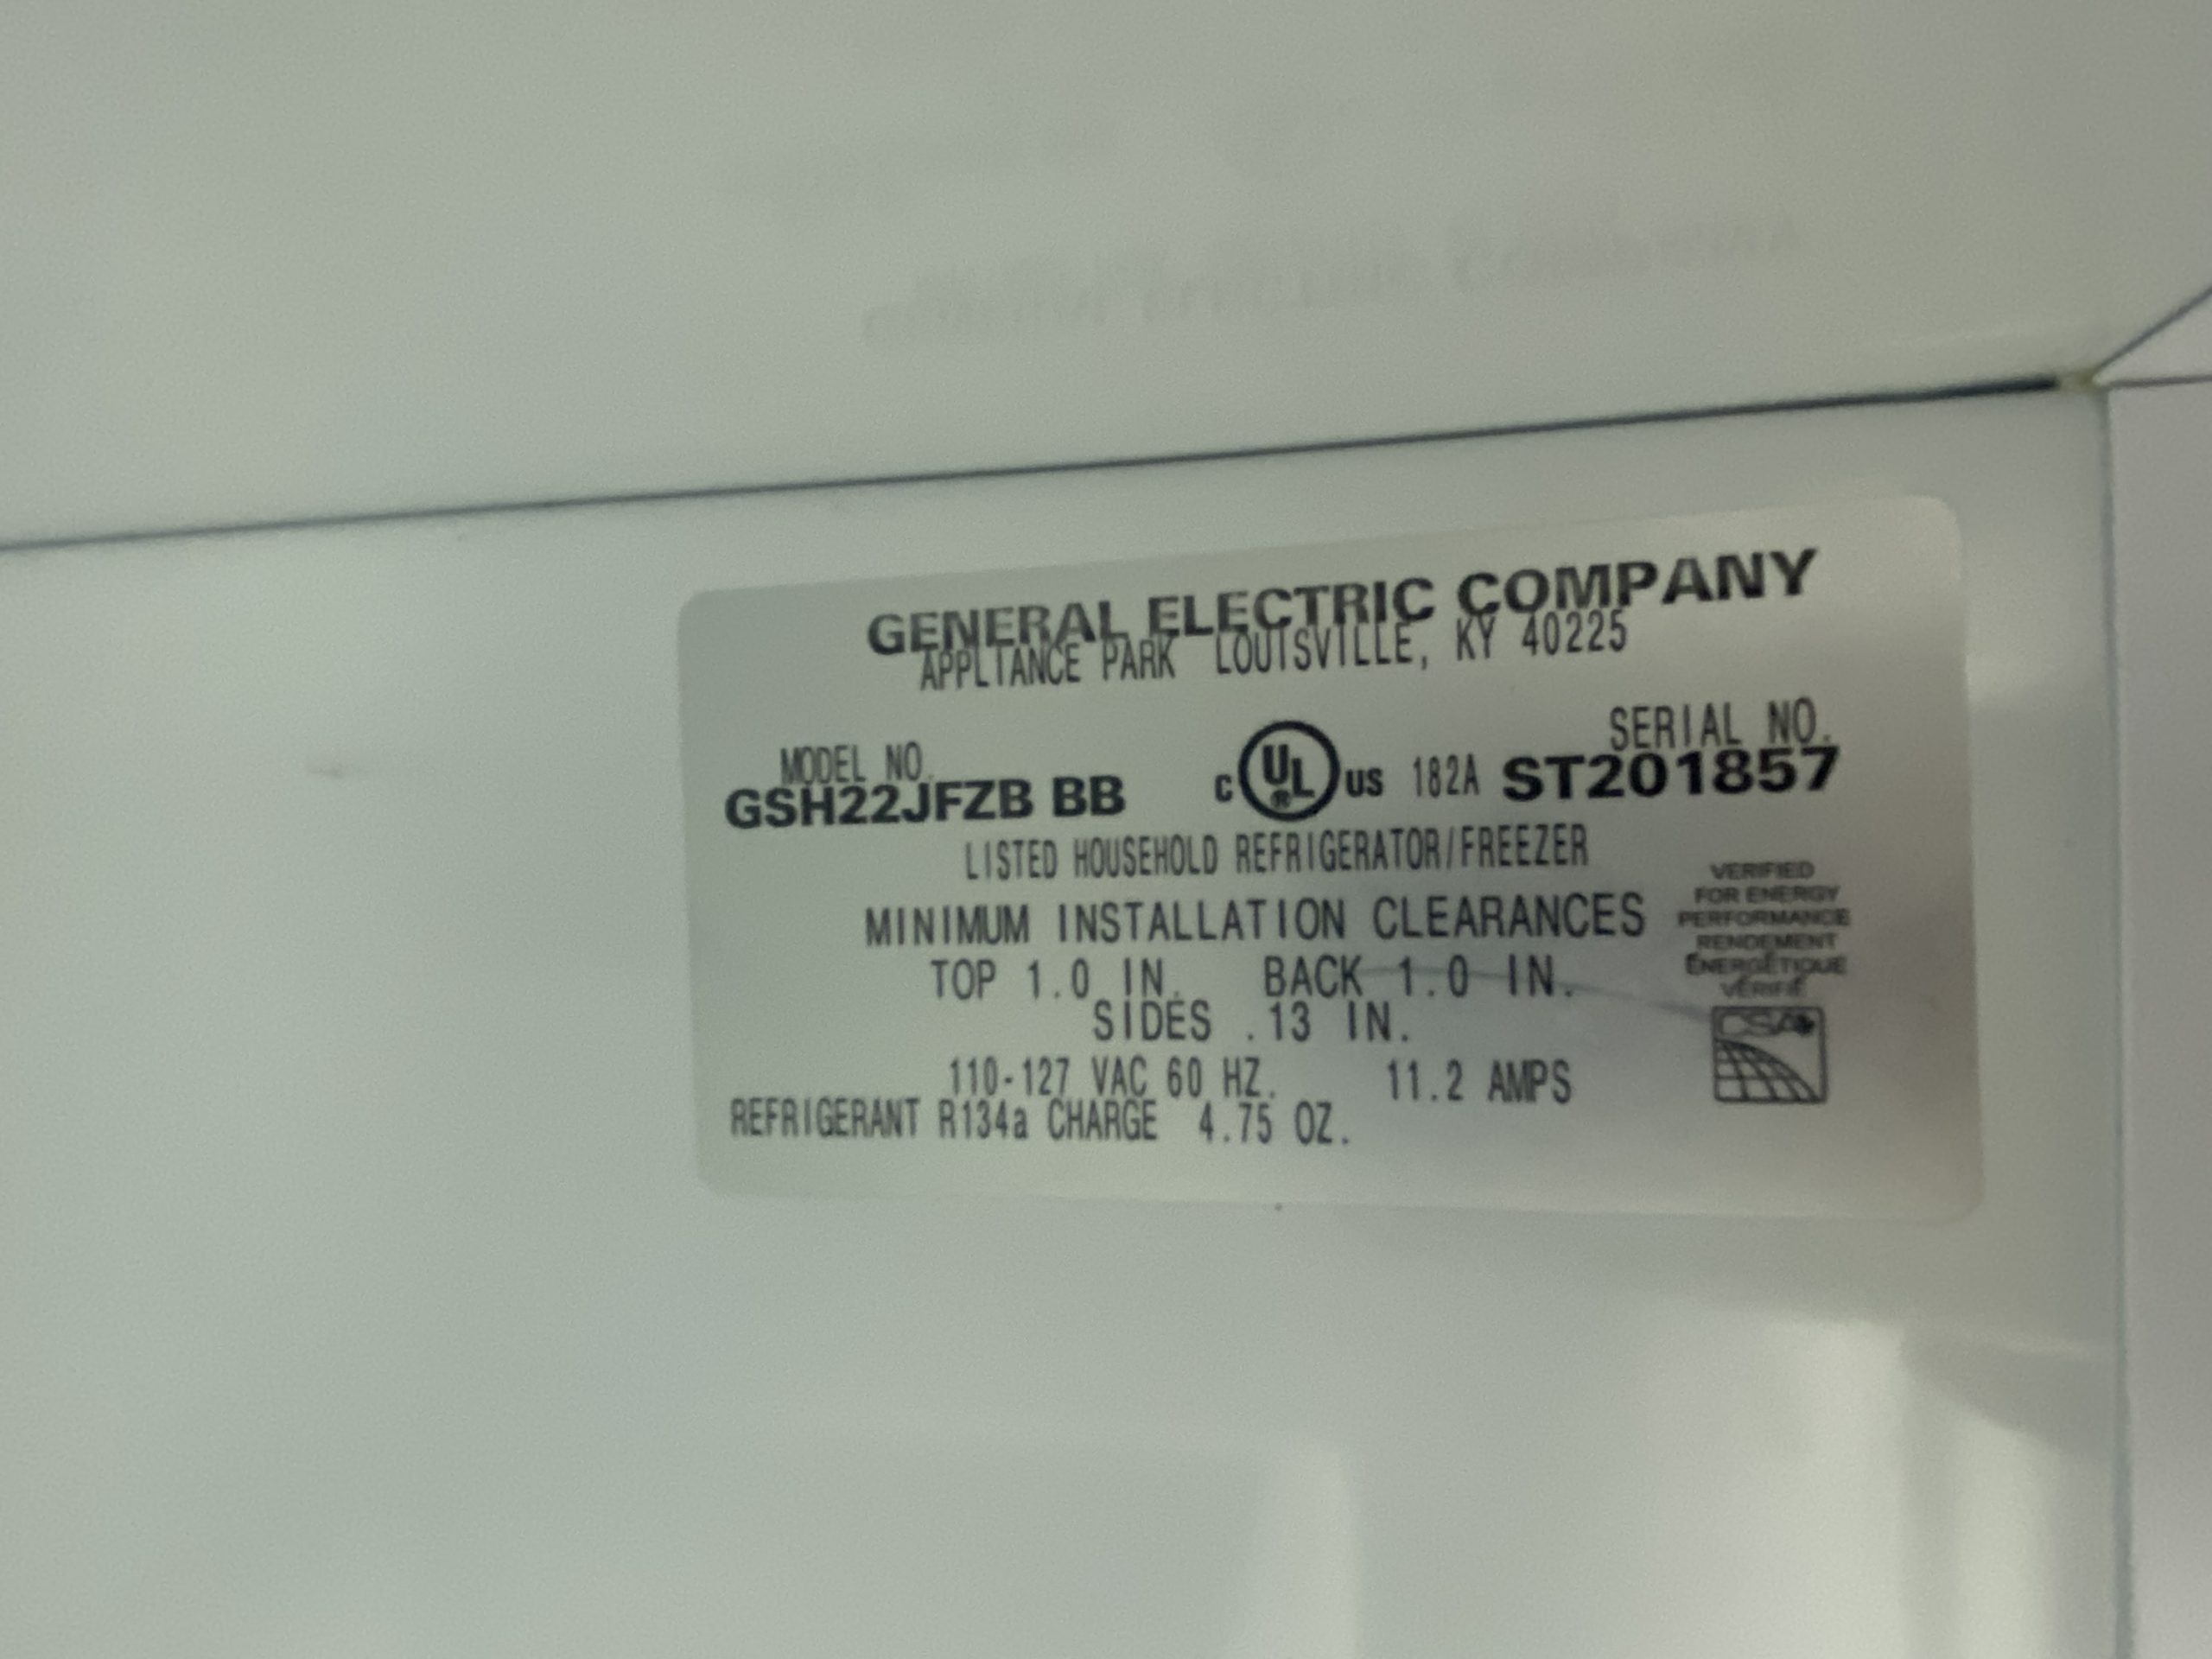 GENERAL ELECTRIC COMPANY
APPLIANCE PARK LOUISVILLE, KY 40225
MODEL NO. SERIAL NO.
GSH22JFZB BB C UL® US 182A ST201857
LISTED HOUSEHOLD REFRIGERATOR/FREEZER
MINIMUM INSTALLATION CLEARANCES
TOP 1.0 IN. BACK 1.0 IN.
SIDES .13 IN.
110-127 VAC 60 HZ. 11.2 AMPS
REFRIGERANT R134a CHARGE 4.75 OZ.
VERIFIED
FOR ENERGY
PERFORMANCE
RENDEMENT
ÉNERGÉTIQUE
VÉRIFIÉ
CSA